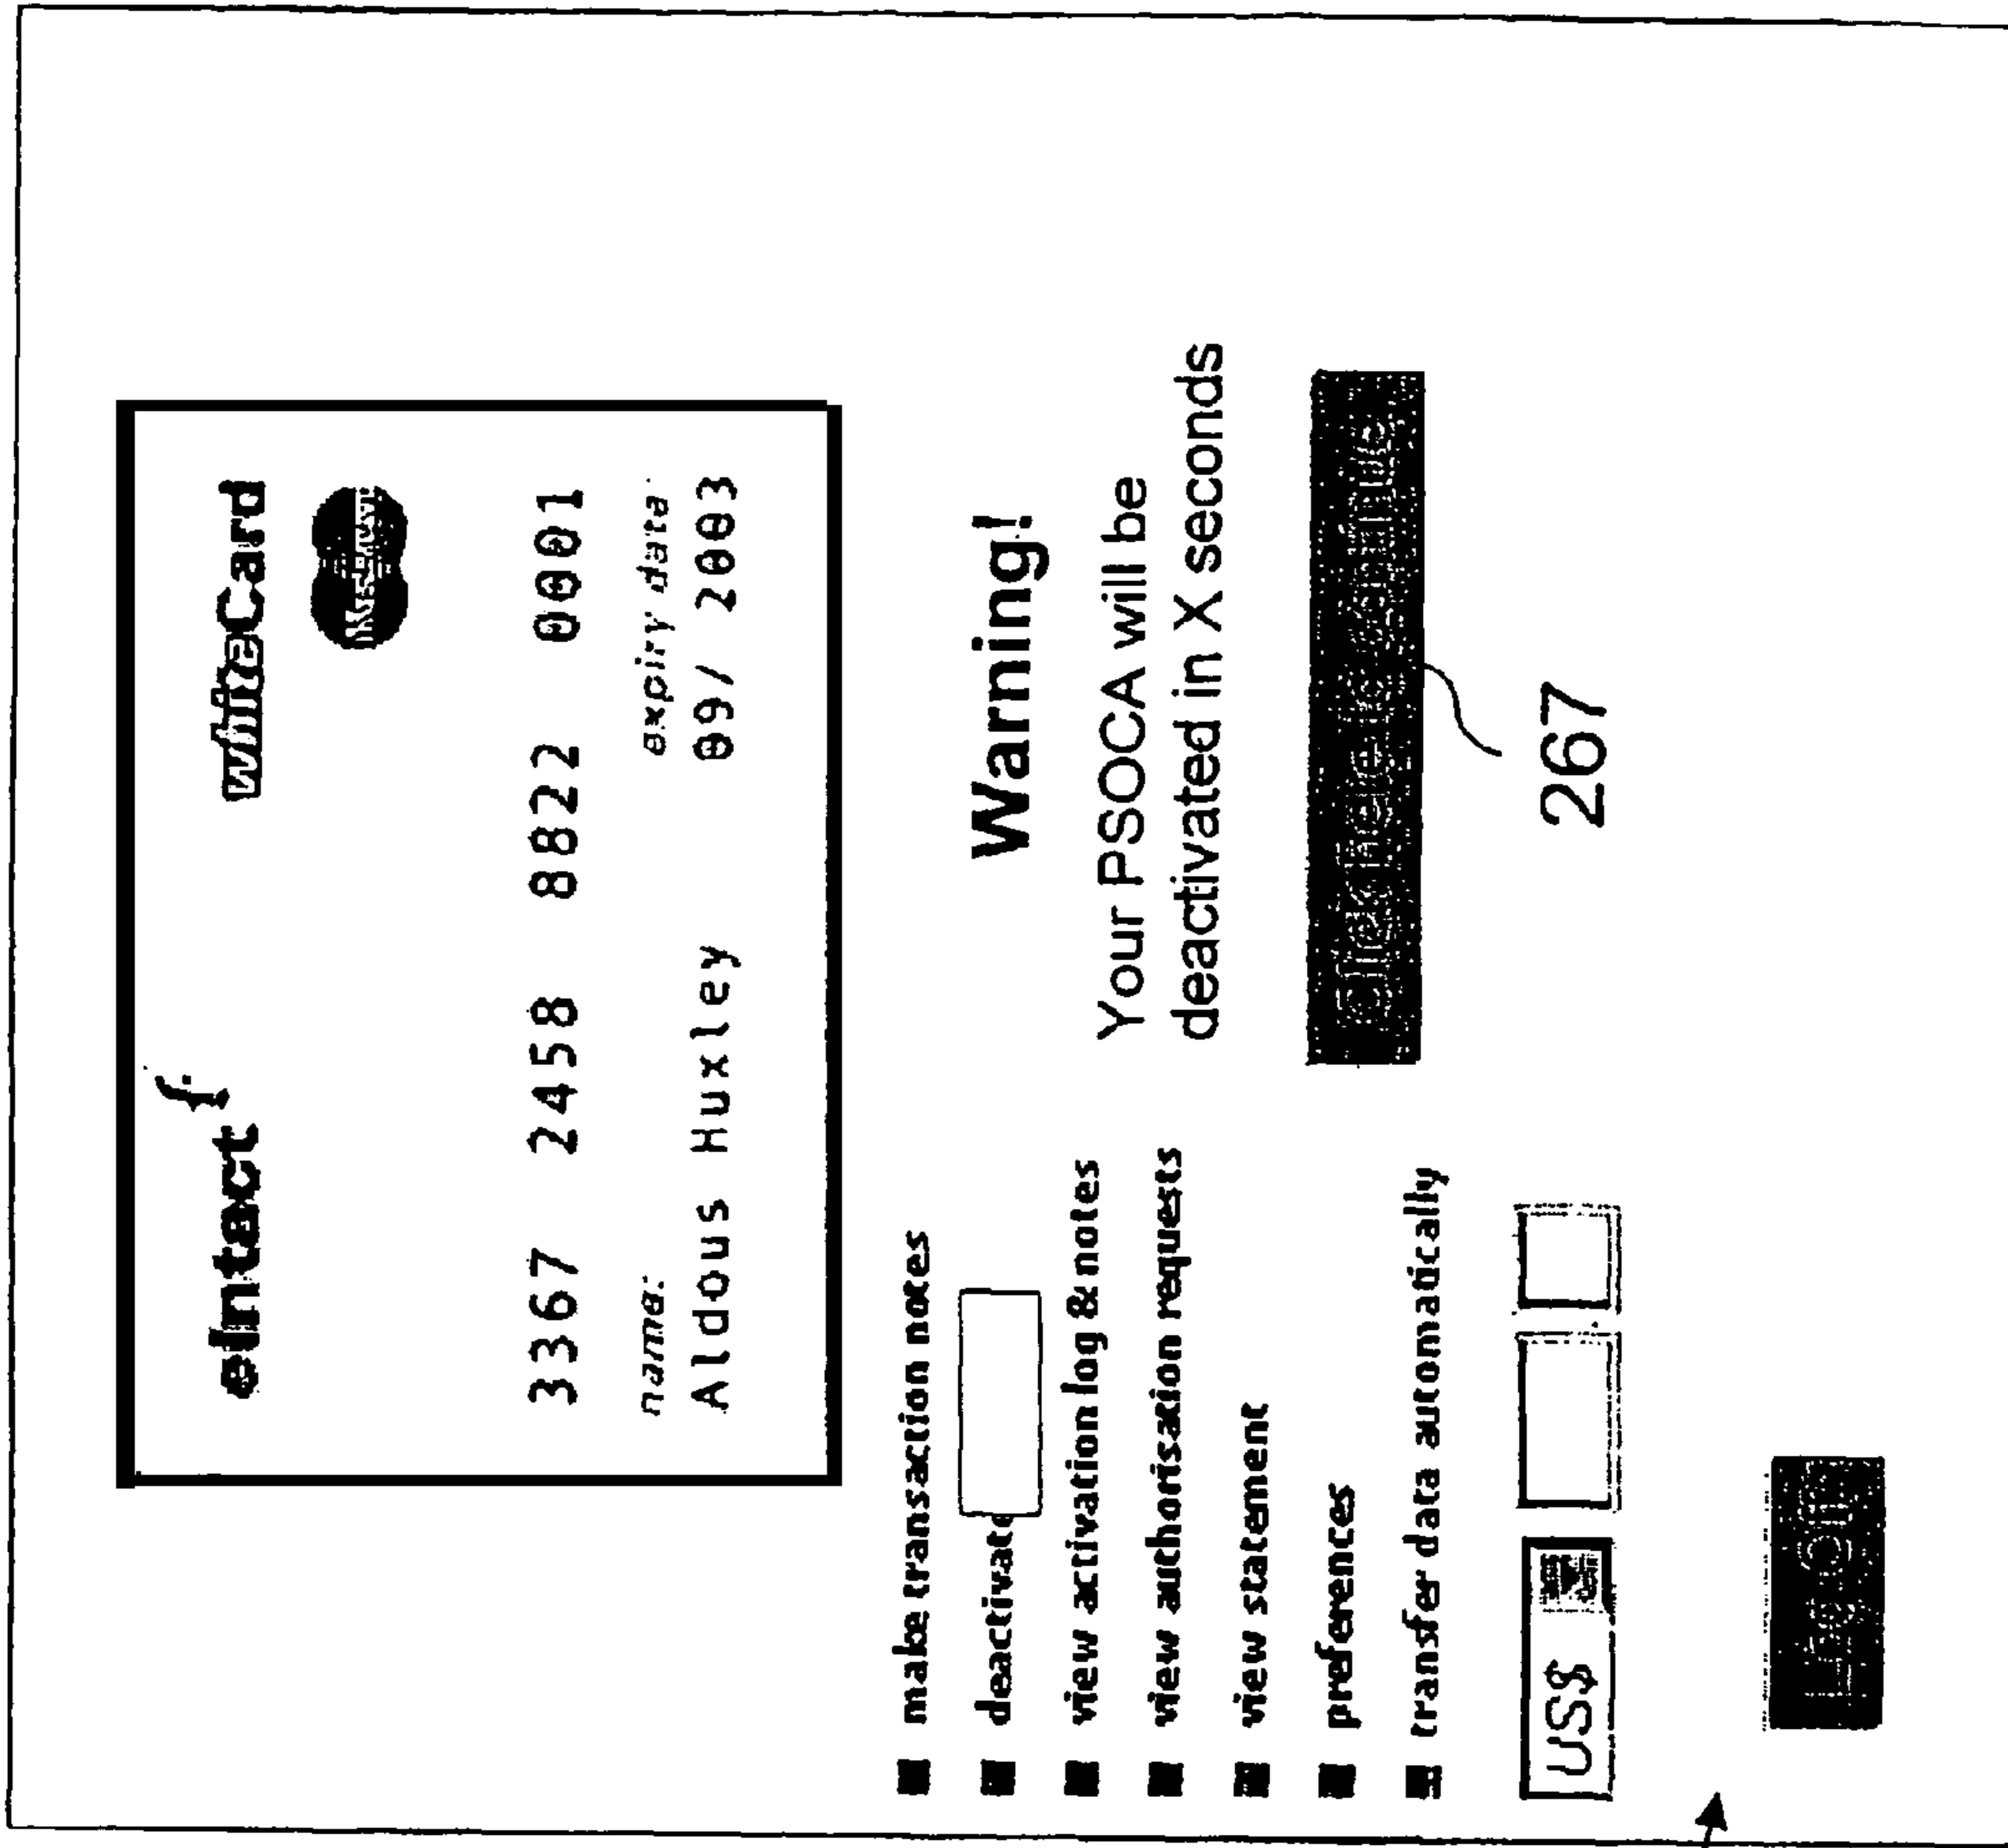 eIntact whiteCard
3367 2458 8822 0001
name: expiry date
Aldous Huxley 09/ 2003
make transaction notes
deactivate
view activation log & notes
view authorisation requests
view statement
preferences
transfer data automatically
US$
Warning!
Your PSOCA will be
deactivated in X seconds
267